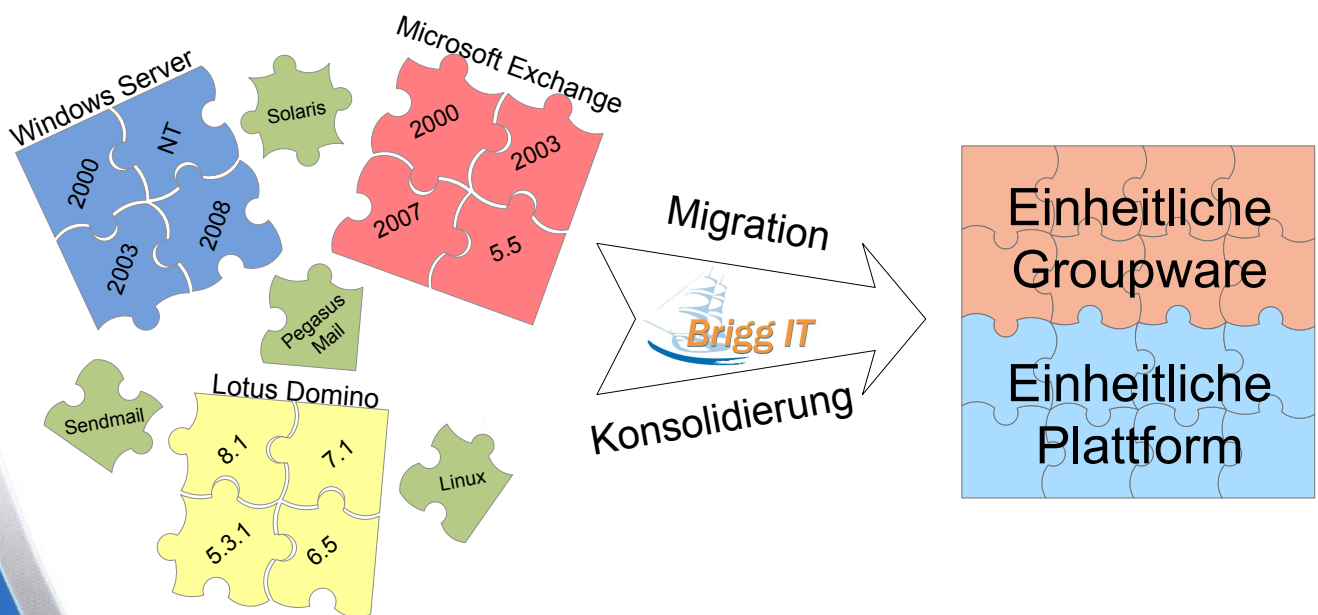 Windows Server
2000
NT
2003
2008
Solaris
Microsoft Exchange
2000
2003
2007
5.5
Pegasus
Mail
Sendmail
Lotus Domino
8.1
7.1
5.3.1
6.5
Linux
Migration
Brigg IT
Konsolidierung
Einheitliche
Groupware
Einheitliche
Plattform